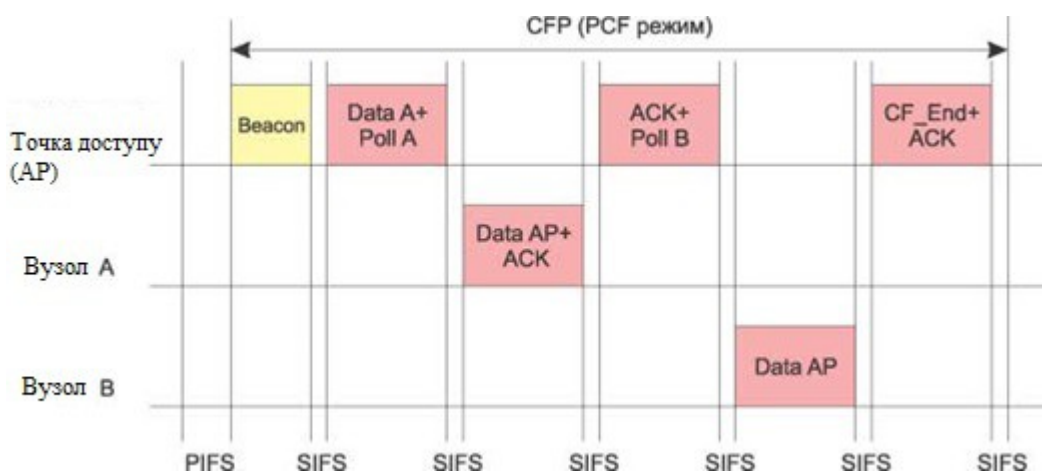 CFP (PCF режим)
Точка доступу
(AP)
Beacon
Data A+
Poll A
ACK+
Poll B
CF_End+
ACK
Вузол A
Data AP+
ACK
Вузол B
Data AP
PIFS SIFS SIFS SIFS SIFS SIFS SIFS